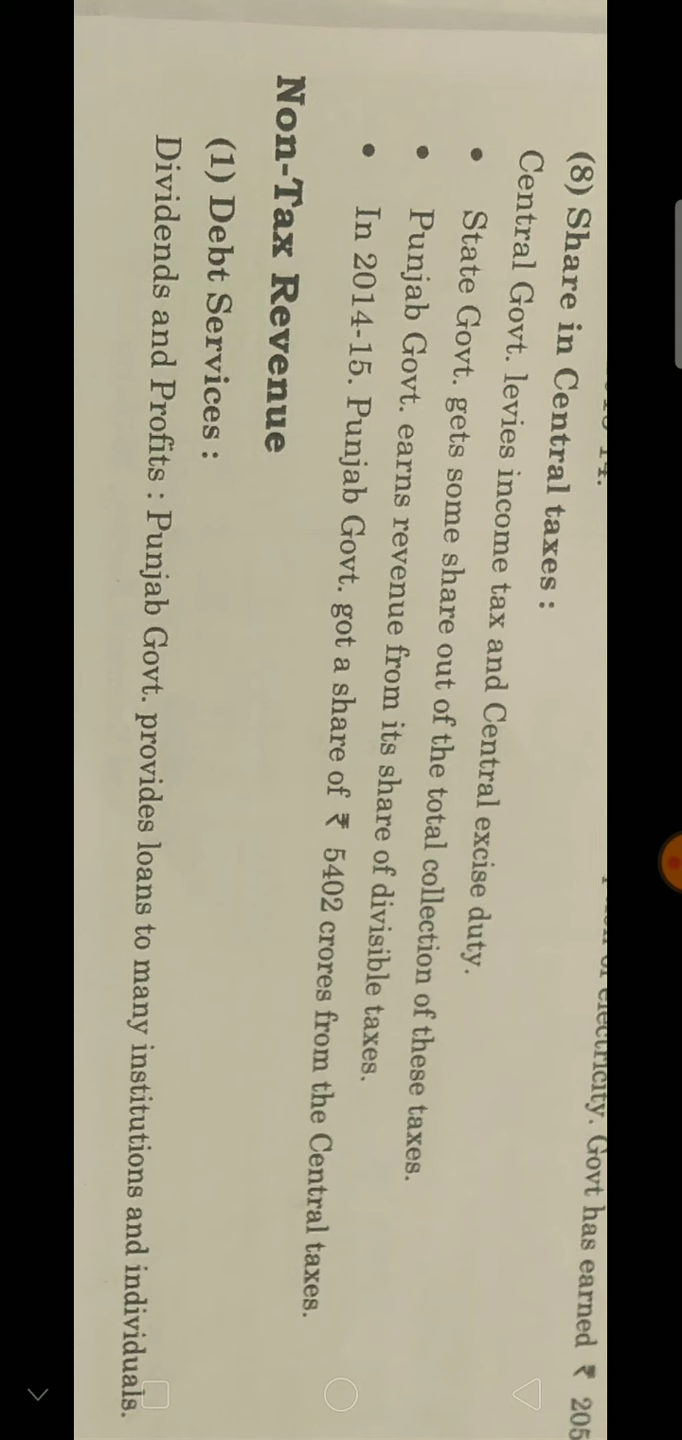 of electricity. Govt has earned ₹ 205
(8) Share in Central taxes :
Central Govt. levies income tax and Central excise duty.
• State Govt. gets some share out of the total collection of these taxes.
• Punjab Govt. earns revenue from its share of divisible taxes.
• In 2014-15. Punjab Govt. got a share of ₹ 5402 crores from the Central taxes.
Non-Tax Revenue
(1) Debt Services :
Dividends and Profits : Punjab Govt. provides loans to many institutions and individuals.